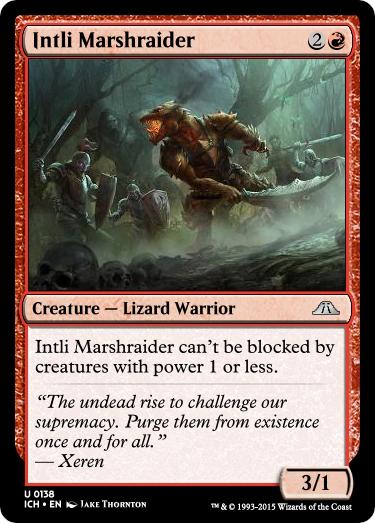 Intli Marshraider 2
Creature — Lizard Warrior
Intli Marshraider can't be blocked by
creatures with power 1 or less.
"The undead rise to challenge our
supremacy. Purge them from existence
once and for all."
— Xeren
3/1
U 0138
ICH • EN Jake Thornton
™ & © 1993-2015 Wizards of the Coast